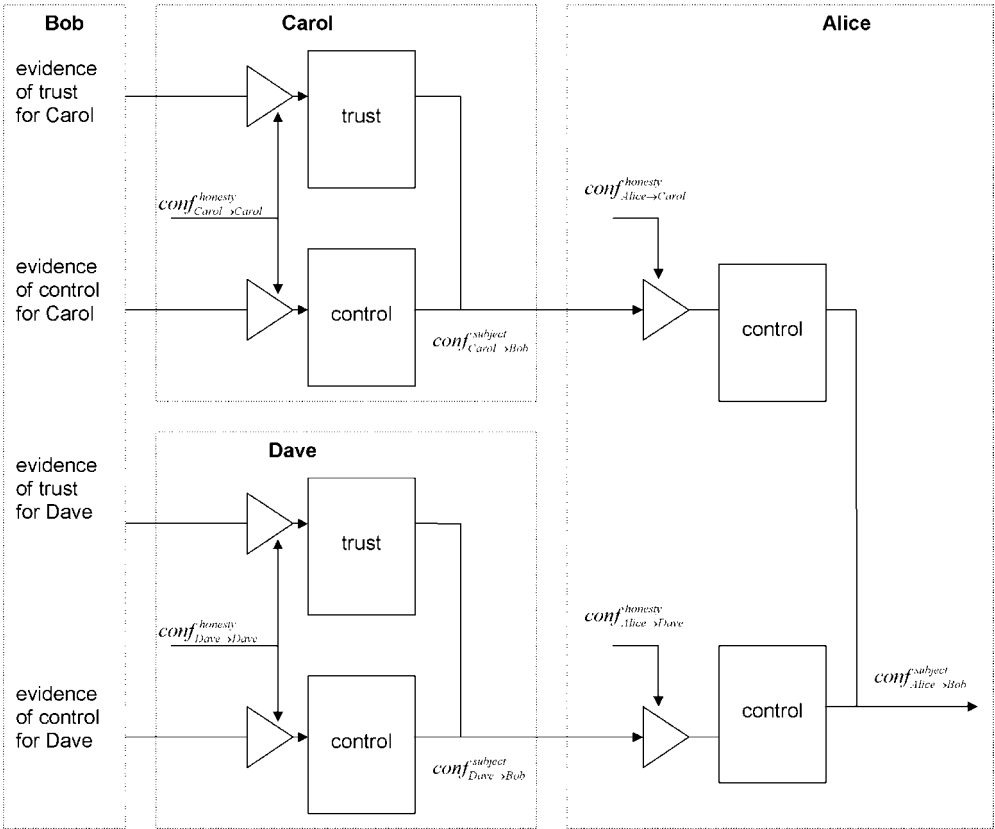 Bob
Carol
Alice
evidence
of trust
for Carol
trust
conf honesty Carol→Carol
conf honesty Alice→Carol
evidence
of control
for Carol
control
control
conf subject Carol→Bob
Dave
evidence
of trust
for Dave
trust
conf honesty Dave→Dave
conf honesty Alice→Dave
evidence
of control
for Dave
control
control
conf subject Alice→Bob
conf subject Dave→Bob